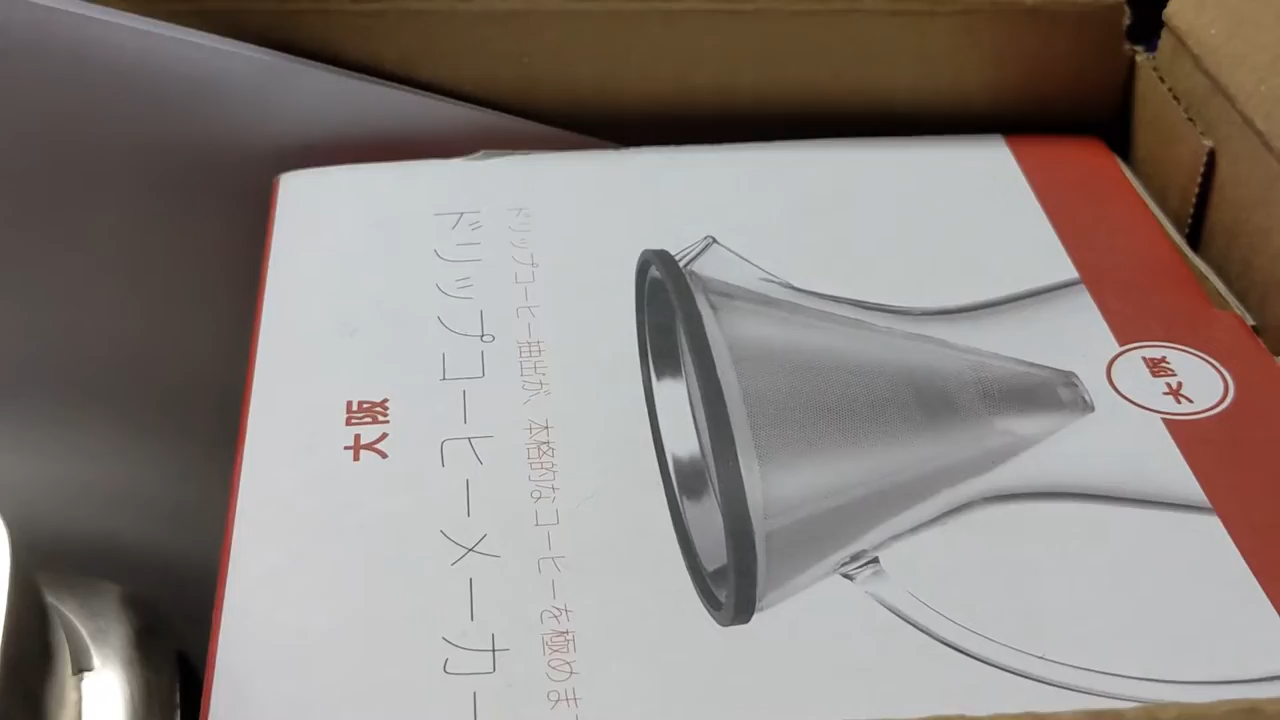 大阪
ドリップコーヒーメーカー
ドリップコーヒー抽出が、本格的なコーヒーを極めま
大阪